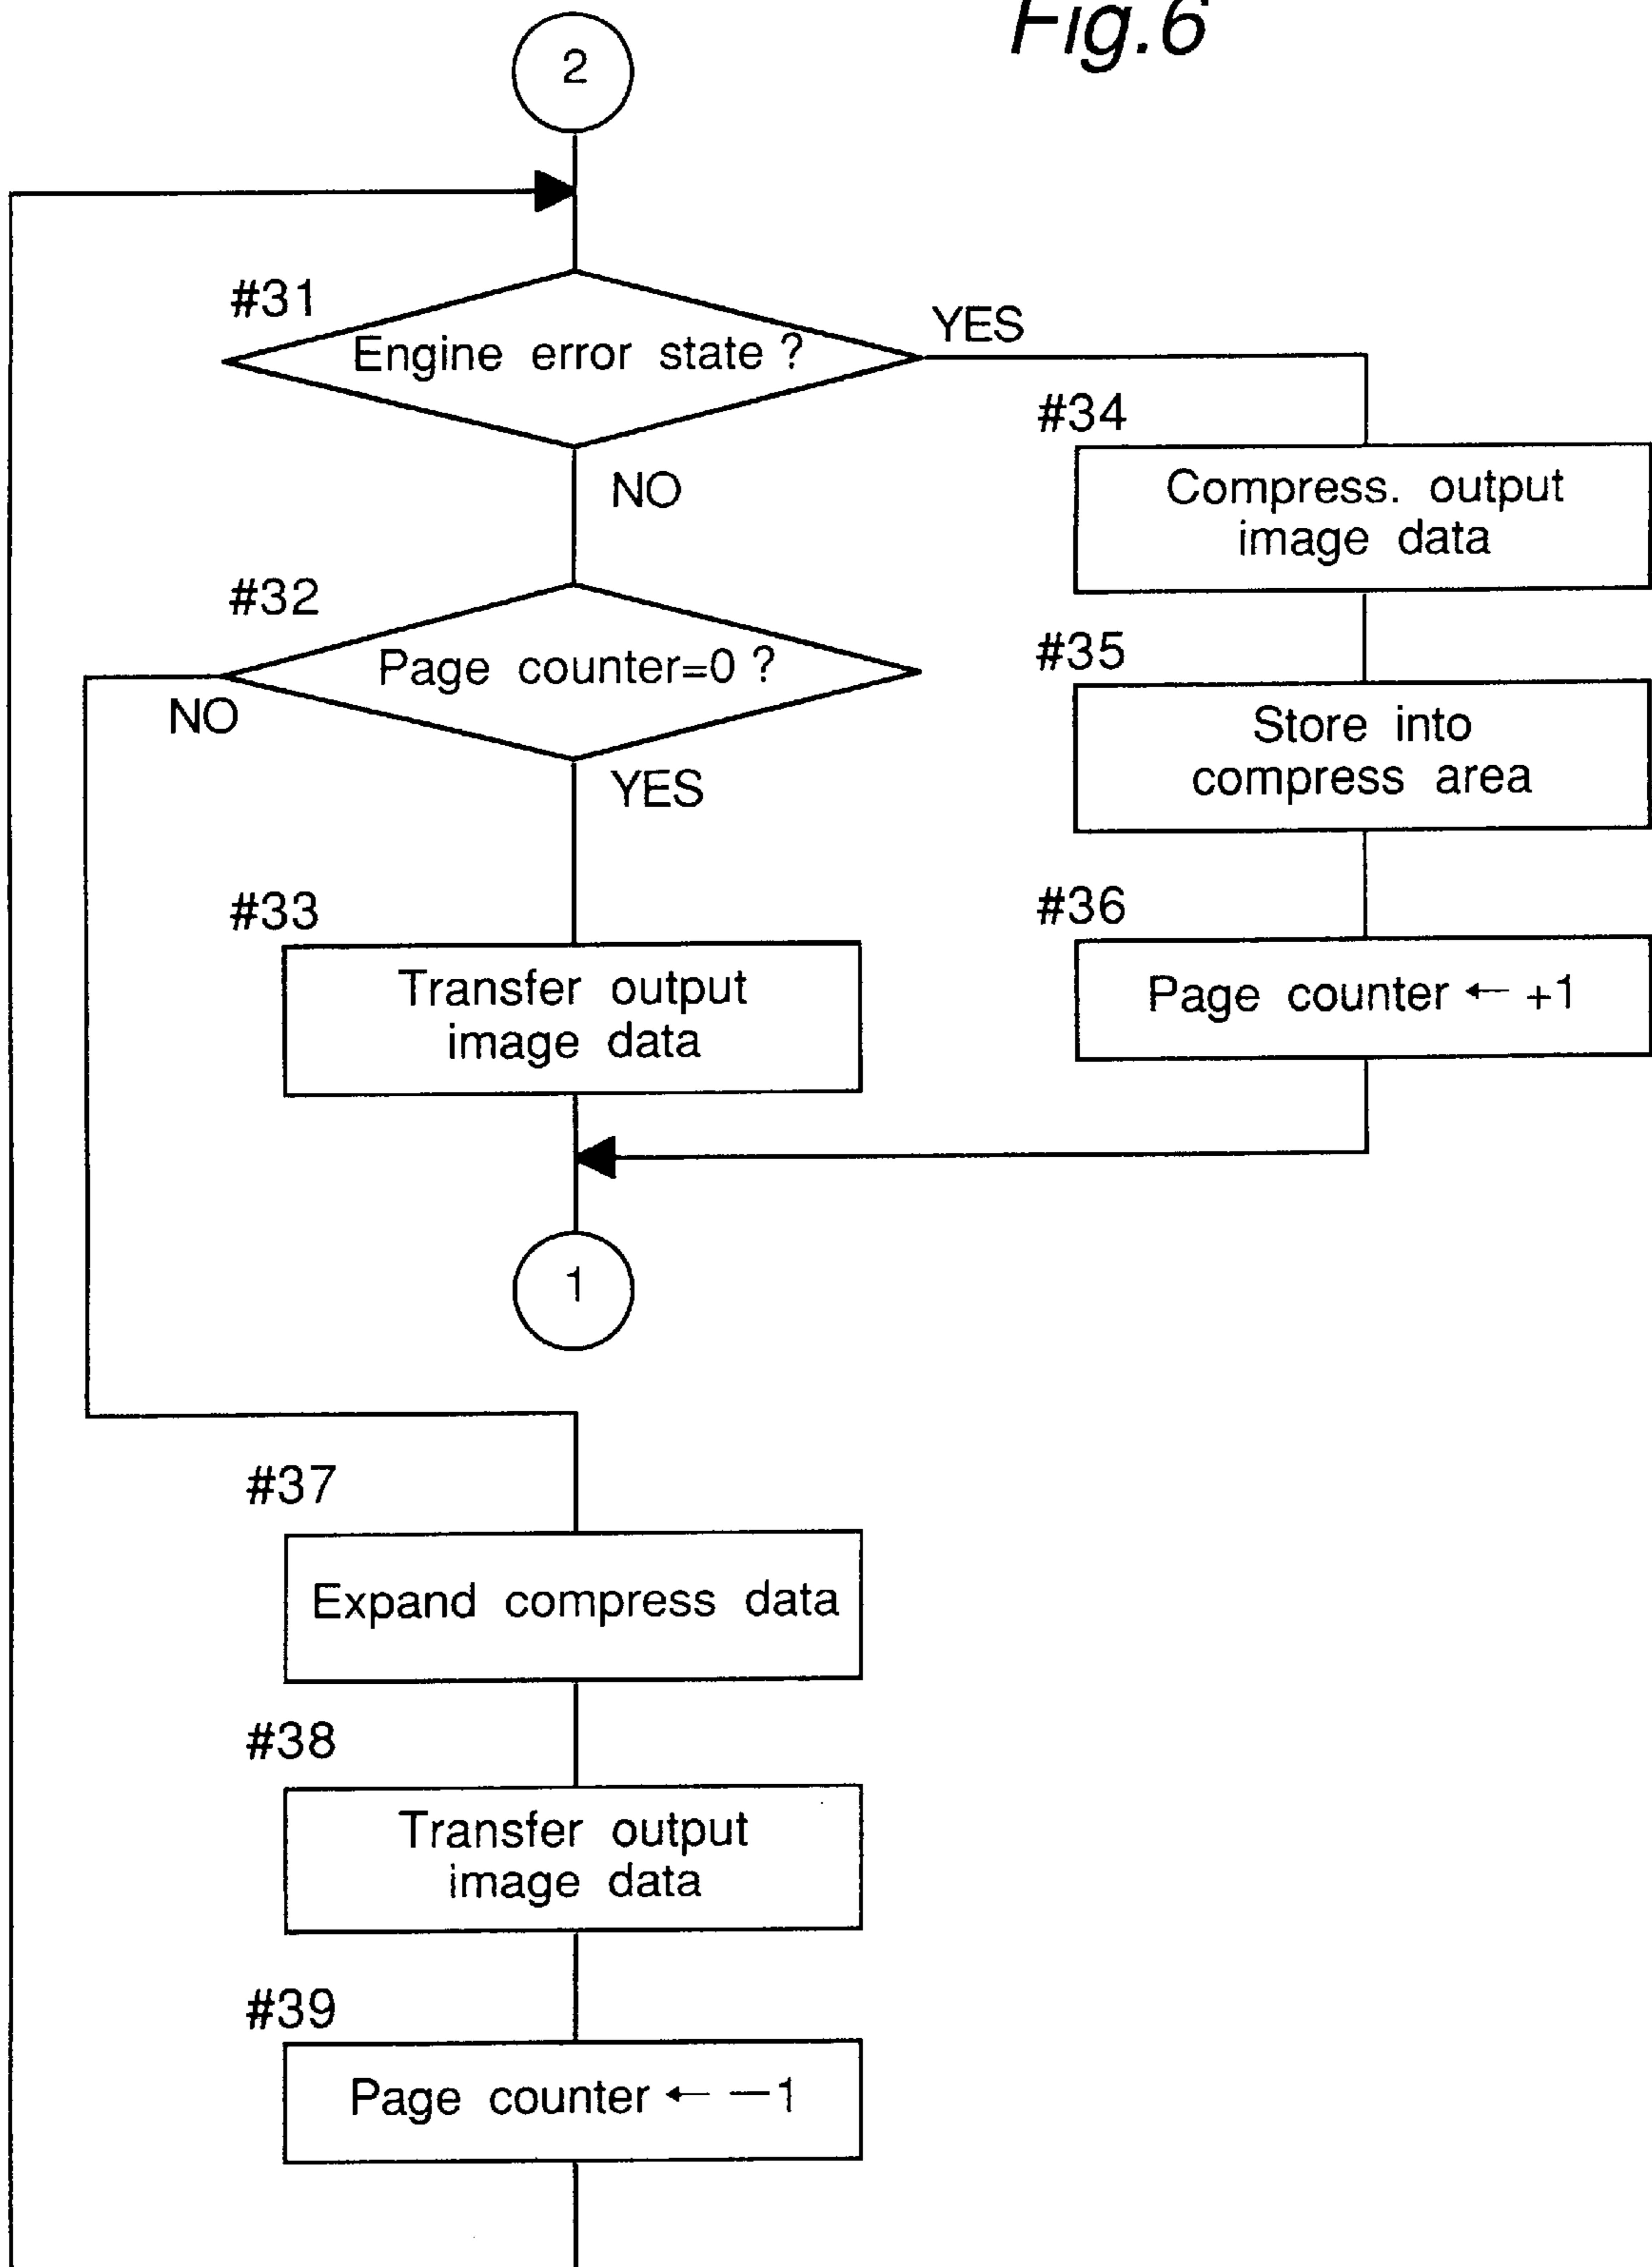 Fig.6
2
#31
Engine error state ?
YES
NO
#34
Compress. output
image data
#32
Page counter=0 ?
NO
YES
#35
Store into
compress area
#33
Transfer output
image data
#36
Page counter ← +1
1
#37
Expand compress data
#38
Transfer output
image data
#39
Page counter ← —1